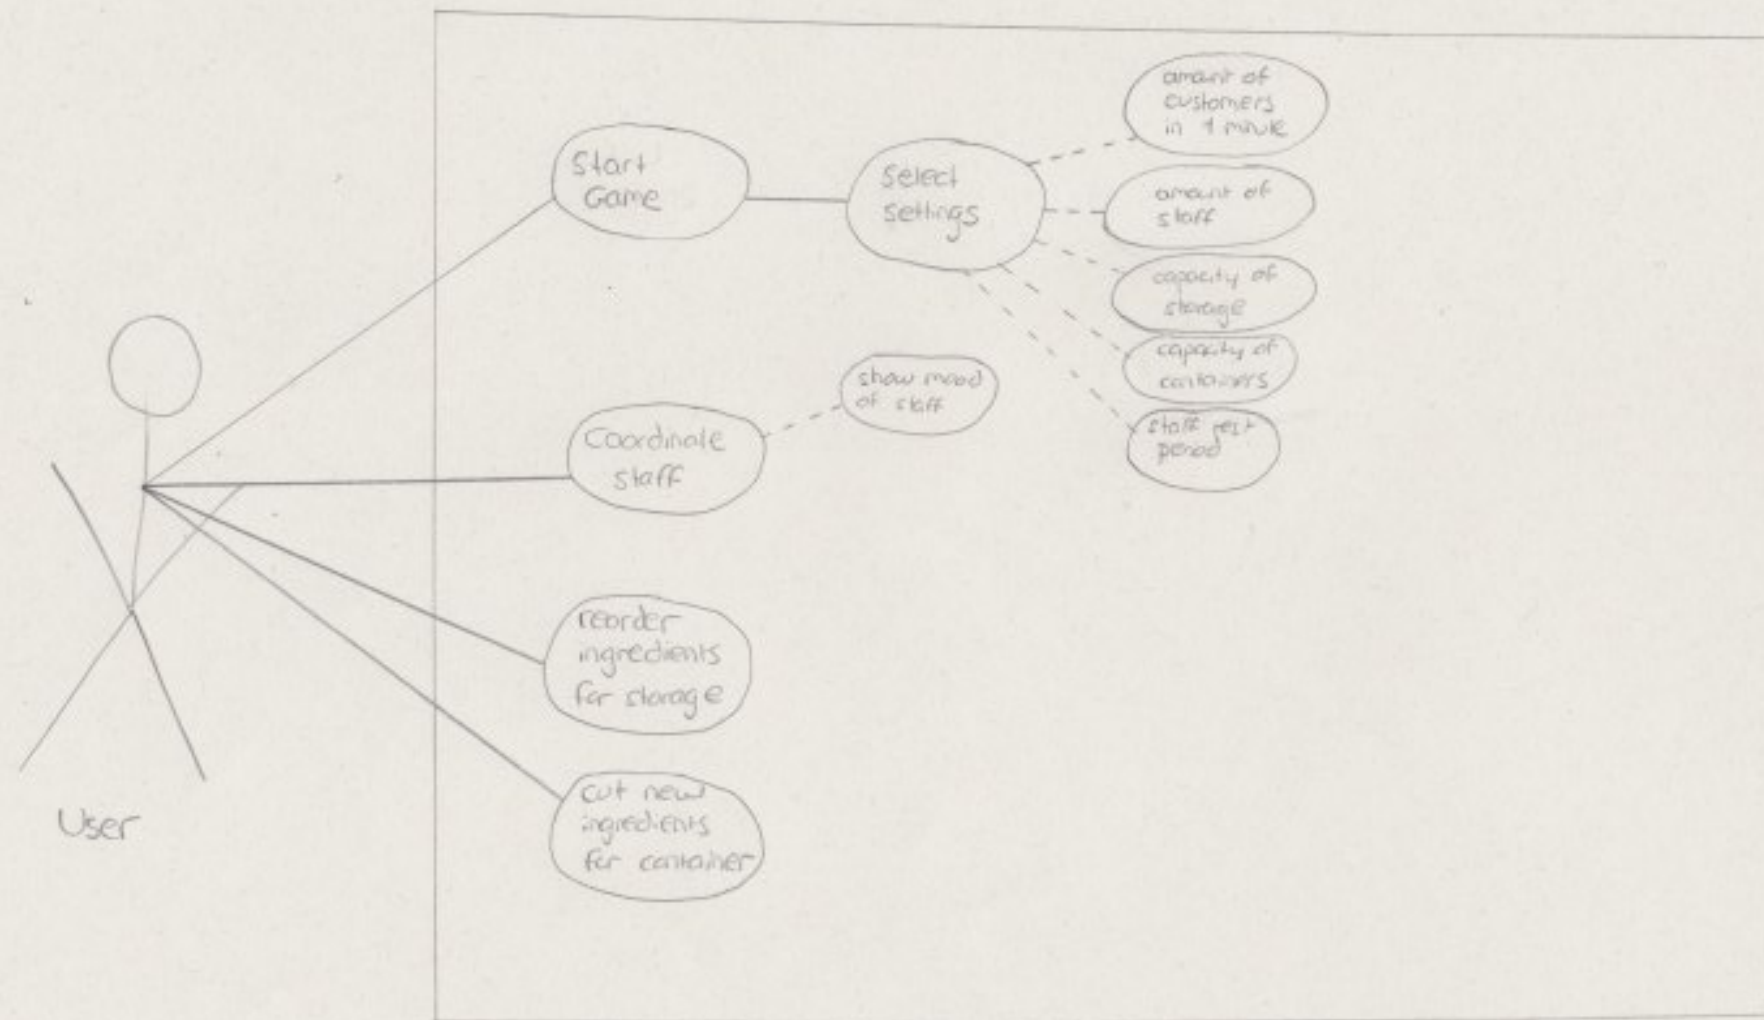 Start
Game
Select
Settings
amount of
customers
in 1 minute
amount of
staff
capacity of
storage
capacity of
containers
staff rest
period
Coordinate
staff
show mood
of staff
reorder
ingredients
for storage
cut new
ingredients
for container
User